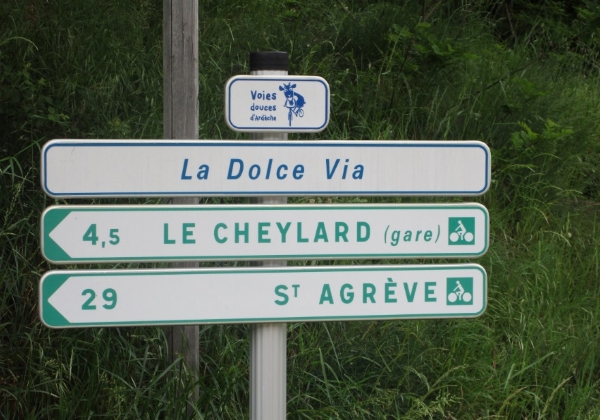 Voies
douces
d'Ardèche
La Dolce Via
4,5 LE CHEYLARD (gare)
29 ST AGRÈVE